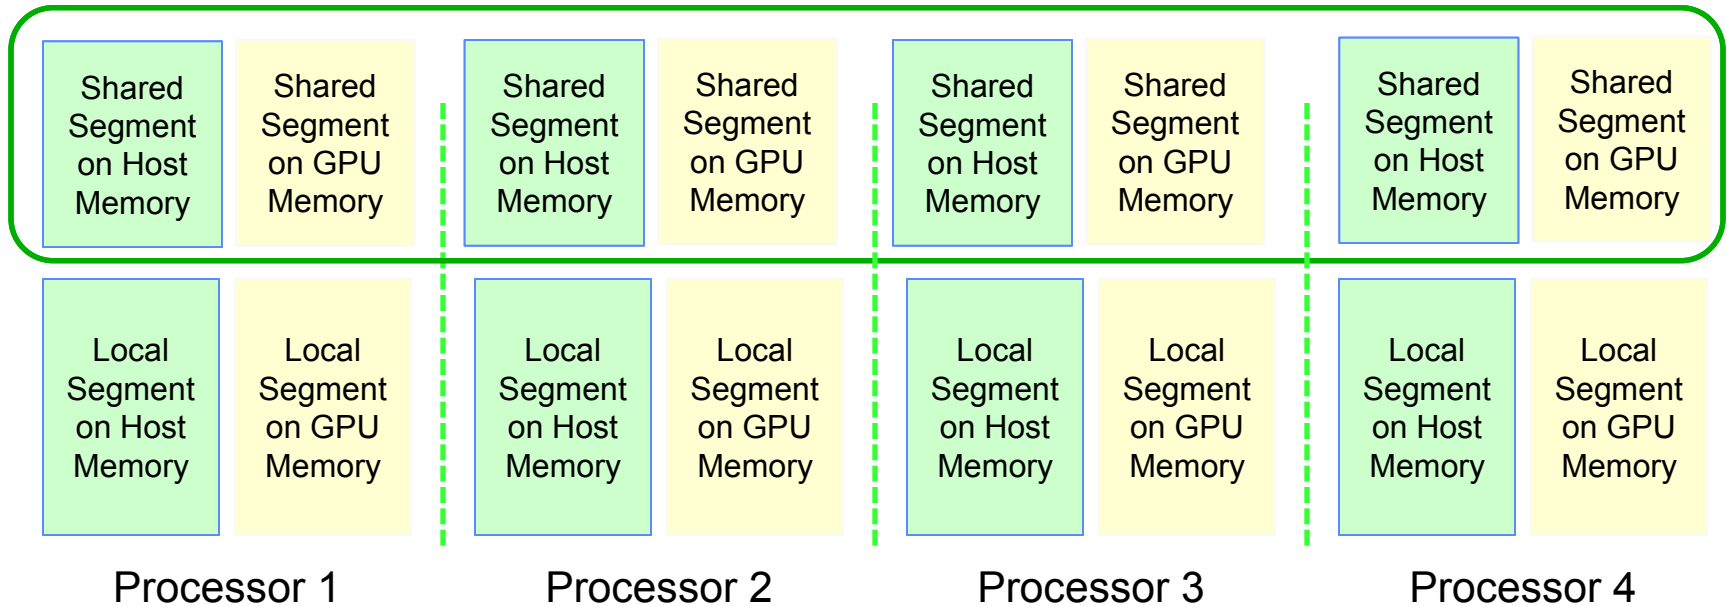 Shared
Segment
on Host
Memory
Shared
Segment
on GPU
Memory
Shared
Segment
on Host
Memory
Shared
Segment
on GPU
Memory
Shared
Segment
on Host
Memory
Shared
Segment
on GPU
Memory
Shared
Segment
on Host
Memory
Shared
Segment
on GPU
Memory
Local
Segment
on Host
Memory
Local
Segment
on GPU
Memory
Local
Segment
on Host
Memory
Local
Segment
on GPU
Memory
Local
Segment
on Host
Memory
Local
Segment
on GPU
Memory
Local
Segment
on Host
Memory
Local
Segment
on GPU
Memory
Processor 1
Processor 2
Processor 3
Processor 4